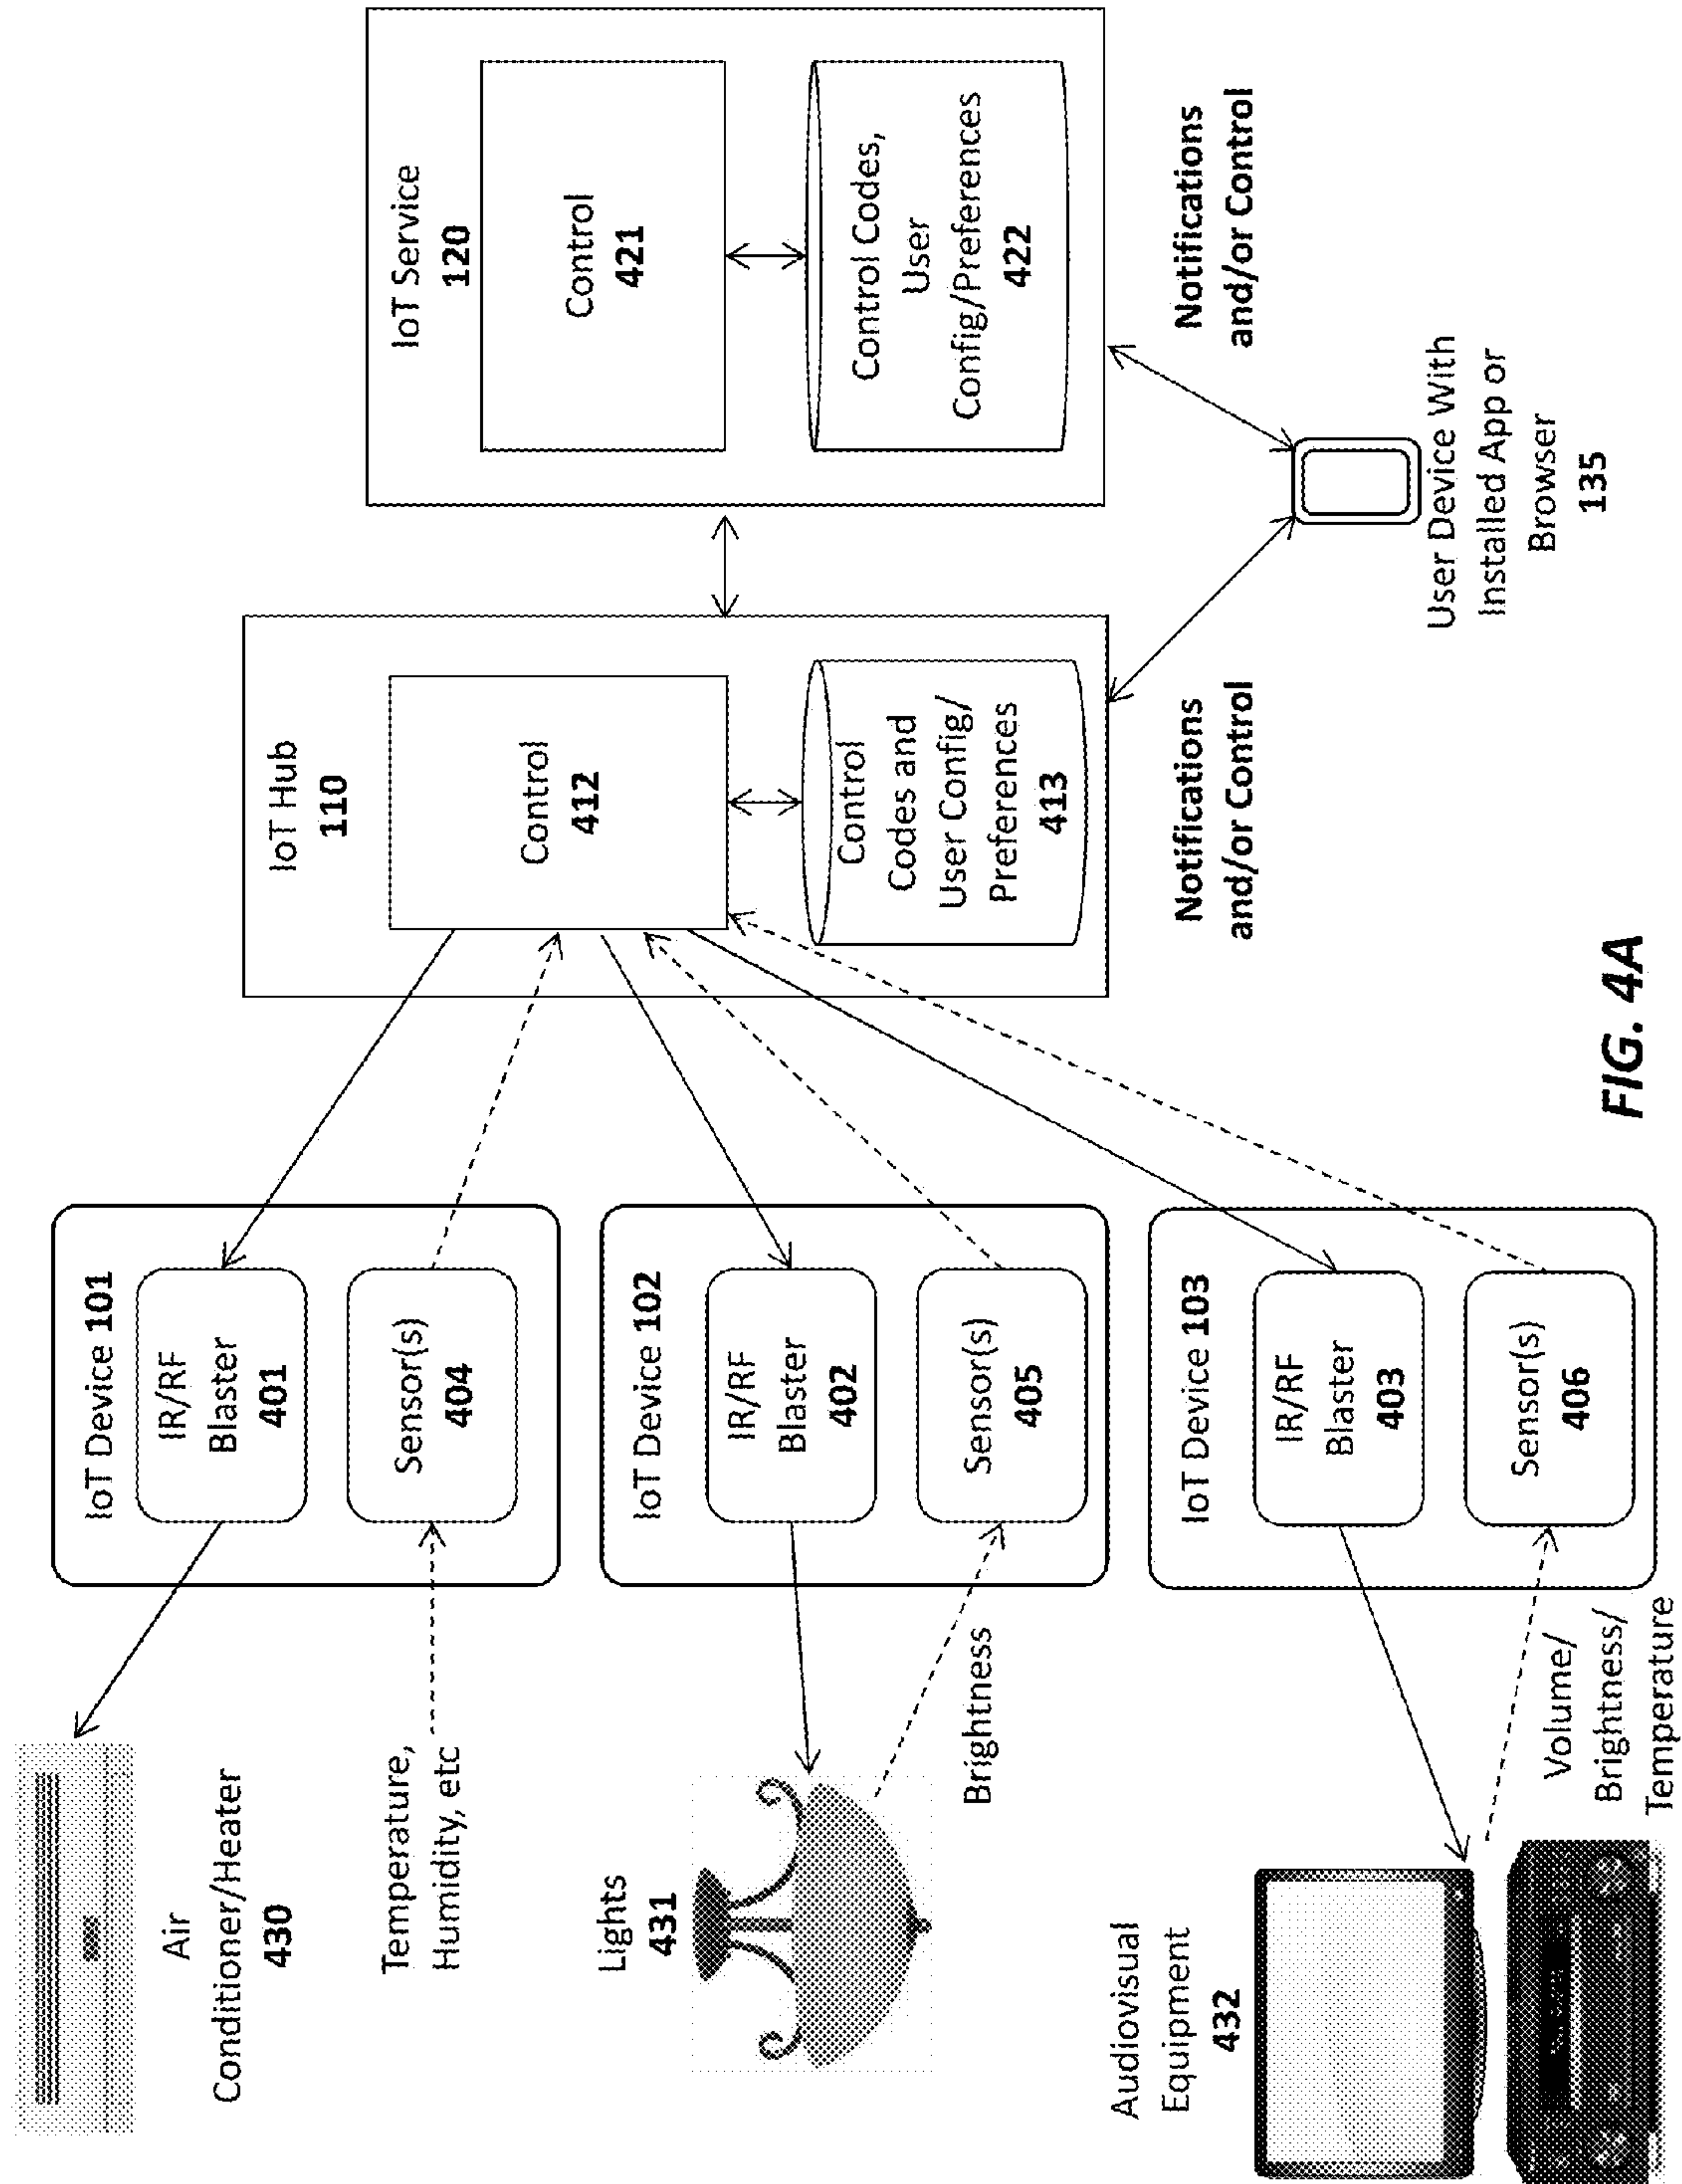 Air
Conditioner/Heater
430
Temperature,
Humidity, etc
Lights
431
Brightness
Audiovisual
Equipment
432
Volume/
Brightness/
Temperature
IoT Device 101
IR/RF
Blaster
401
Sensor(s)
404
IoT Device 102
IR/RF
Blaster
402
Sensor(s)
405
IoT Device 103
IR/RF
Blaster
403
Sensor(s)
406
IoT Hub
110
Control
412
Control
Codes and
User Config/
Preferences
413
Notifications
and/or Control
IoT Service
120
Control
421
Control Codes,
User
Config/Preferences
422
Notifications
and/or Control
User Device With
Installed App or
Browser
135
FIG. 4A